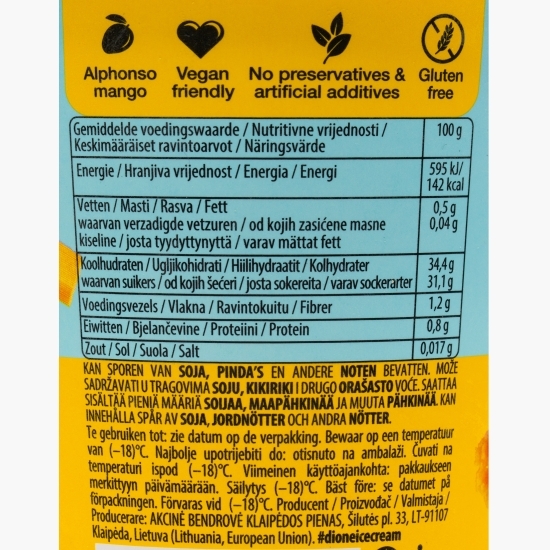 Alphonso mango
Vegan friendly
No preservatives & artificial additives
Gluten free
Gemiddelde voedingswaarde / Nutritivne vrijednosti / 100 g
Keskimääräiset ravintoarvot / Näringsvärde
Energie / Hranjiva vrijednost / Energia / Energi 595 kJ/
142 kcal
Vetten / Masti / Rasva / Fett 0,5 g
waarvan verzadigde vetzuren / od kojih zasićene masne 0,04 g
kiseline / josta tyydyttynyttä / varav mättat fett
Koolhudraten / Ugljikohidrati / Hiilihydraatit / Kolhydrater 34,4 g
waarvan suikers / od kojih šećeri / josta sokereita / varav sockerarter 31,1 g
Voedingsvezels / Vlakna / Ravintokuitu / Fibrer 1,2 g
Eiwitten / Bjelančevine / Proteiini / Protein 0,8 g
Zout / Sol / Suola / Salt 0,017 g
KAN SPOREN VAN SOJA, PINDA'S EN ANDERE NOTEN BEVATTEN. MOŽE
SADRŽAVATI U TRAGOVIMA SOJU, KIKIRIKI I DRUGO ORAŠASTO VOĆE. SAATTAA
SISÄLTÄÄ PIENIÄ MÄÄRIÄ SOIJAA, MAAPÄHKINÄÄ JA MUUTA PÄHKINÄÄ. KAN
INNEHÅLLA SPÅR AV SOJA, JORDNÖTTER OCH ANDRA NÖTTER.
Te gebruiken tot: zie datum op de verpakking. Bewaar op een temperatuur
van (–18)°C. Najbolje upotrijebiti do: otisnuto na ambalaži. Čuvati na
temperaturi ispod (–18)°C. Viimeinen käyttöajankohta: pakkaukseen
merkittyyn päivämäärään. Säilytys (–18)°C. Bäst före: se datumet på
förpackningen. Förvaras vid (–18)°C. Producent / Proizvođač / Valmistaja /
Producerare: AKCINĖ BENDROVĖ KLAIPĖDOS PIENAS, Šilutės pl. 33, LT-91107
Klaipėda, Lietuva (Lithuania, European Union). #dioneicecream